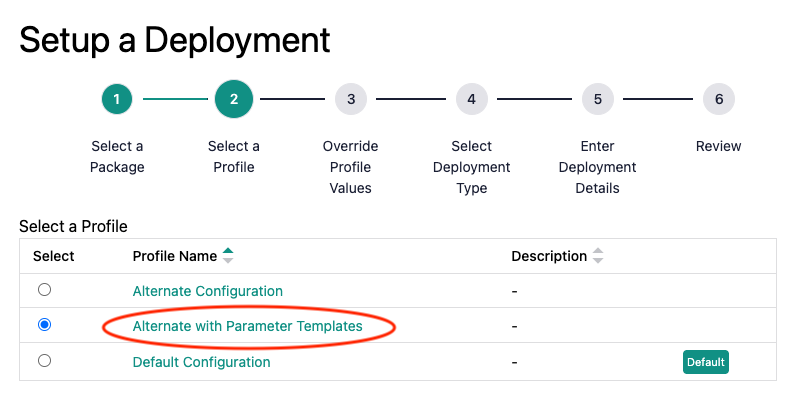 Setup a Deployment
1 2 3 4 5 6
Select a Package
Select a Profile
Override Profile Values
Select Deployment Type
Enter Deployment Details
Review
Select a Profile
Select Profile Name Description
Alternate Configuration -
Alternate with Parameter Templates -
Default Configuration - Default